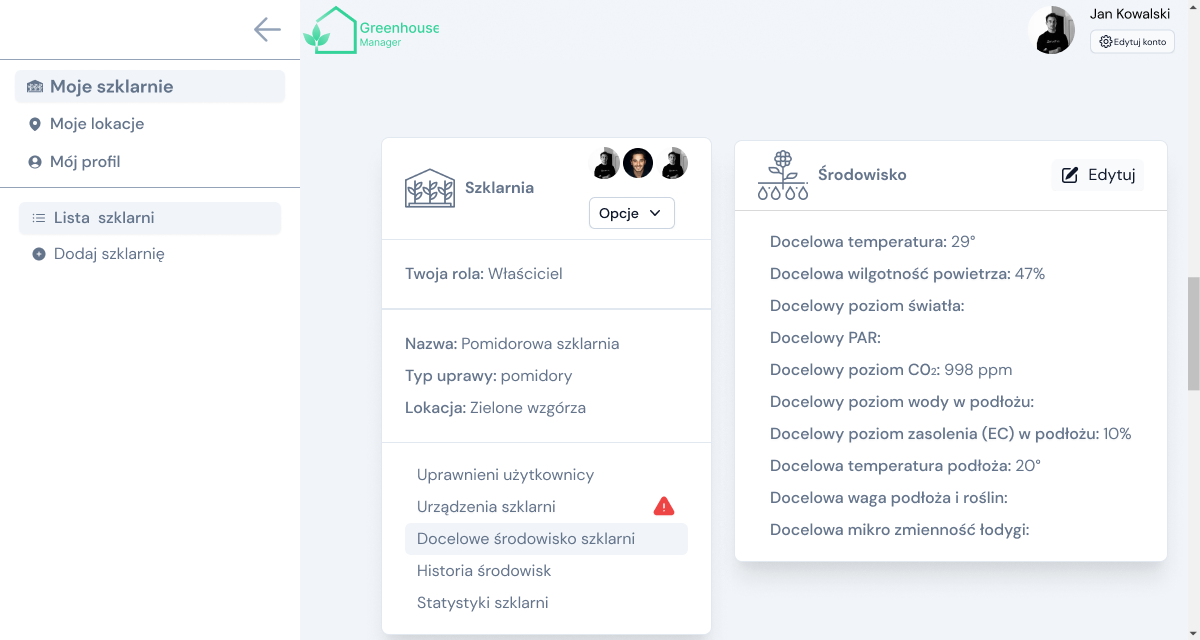 Greenhouse
Manager
Jan Kowalski
Edytuj konto
Moje szklarnie
Moje lokacje
Mój profil
Lista szklarni
Dodaj szklarnię
Szklarnia
Opcje
Twoja rola: Właściciel
Nazwa: Pomidorowa szklarnia
Typ uprawy: pomidory
Lokacja: Zielone wzgórza
Uprawnieni użytkownicy
Urządzenia szklarni
Docelowe środowisko szklarni
Historia środowisk
Statystyki szklarni
Środowisko
Edytuj
Docelowa temperatura: 29°
Docelowa wilgotność powietrza: 47%
Docelowy poziom światła:
Docelowy PAR:
Docelowy poziom C0₂: 998 ppm
Docelowy poziom wody w podłożu:
Docelowy poziom zasolenia (EC) w podłożu: 10%
Docelowa temperatura podłoża: 20°
Docelowa waga podłoża i roślin:
Docelowa mikro zmienność łodygi: